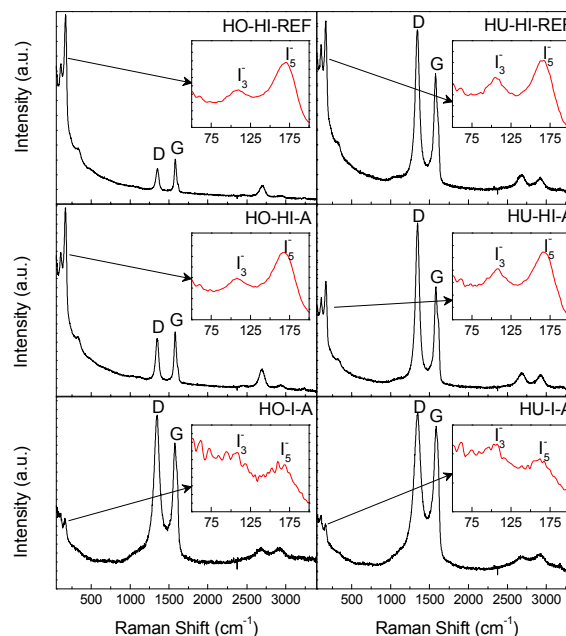 HO-HI-REF
Intensity (a.u.)
D
G
I₃⁻
I₅⁻
75 125 175
HU-HI-REF
D
G
I₃⁻
I₅⁻
75 125 175
HO-HI-A
Intensity (a.u.)
D
G
I₃⁻
I₅⁻
75 125 175
HU-HI-A
D
G
I₃⁻
I₅⁻
75 125 175
HO-I-A
Intensity (a.u.)
D
G
I₃⁻
I₅⁻
75 125 175
500 1000 1500 2000 2500 3000
Raman Shift (cm⁻¹)
HU-I-A
D
G
I₃⁻
I₅⁻
75 125 175
500 1000 1500 2000 2500 3000
Raman Shift (cm⁻¹)